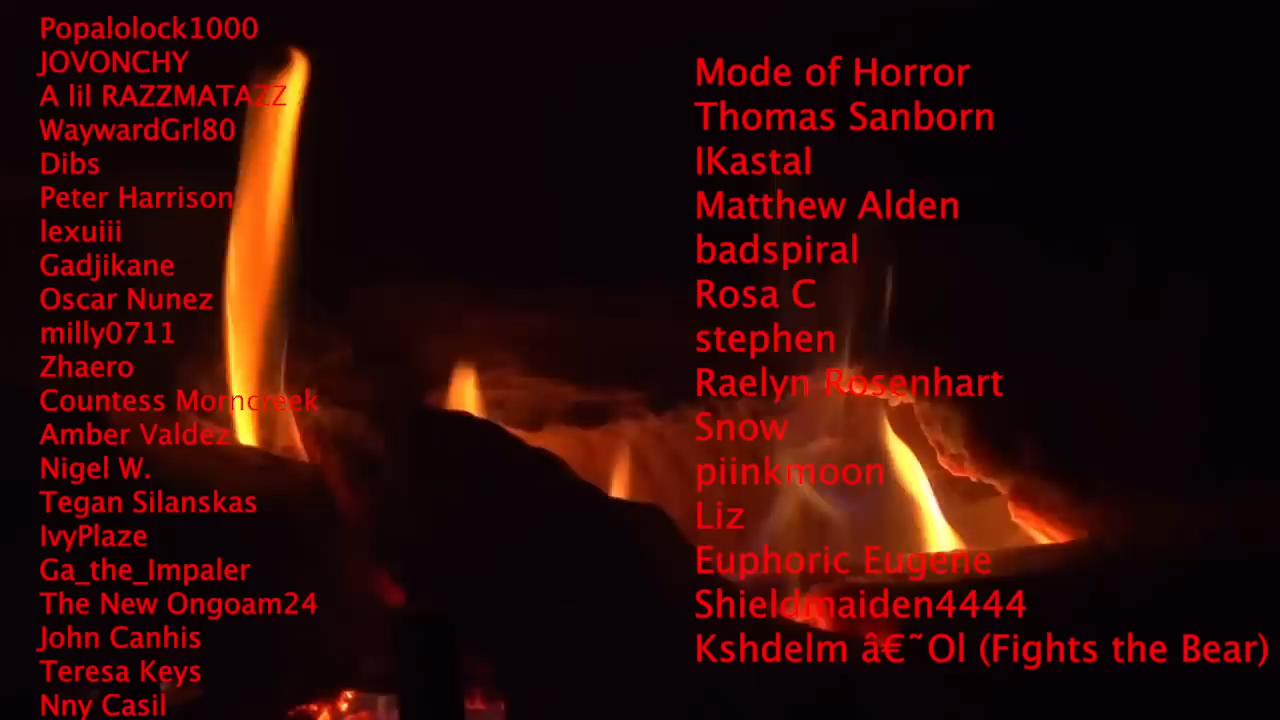 Popalolock1000
JOVONCHY
A lil RAZZMATAZZ
WaywardGrl80
Dibs
Peter Harrison
lexuiii
Gadjikane
Oscar Nunez
milly0711
Zhaero
Countess Morncreek
Amber Valdez
Nigel W.
Tegan Silanskas
IvyPlaze
Ga_the_Impaler
The New Ongoam24
John Canhis
Teresa Keys
Nny Casil
Mode of Horror
Thomas Sanborn
IKastal
Matthew Alden
badspiral
Rosa C
stephen
Raelyn Rosenhart
Snow
piinkmoon
Liz
Euphoric Eugene
Shieldmaiden4444
Kshdelm â€˜Ol (Fights the Bear)